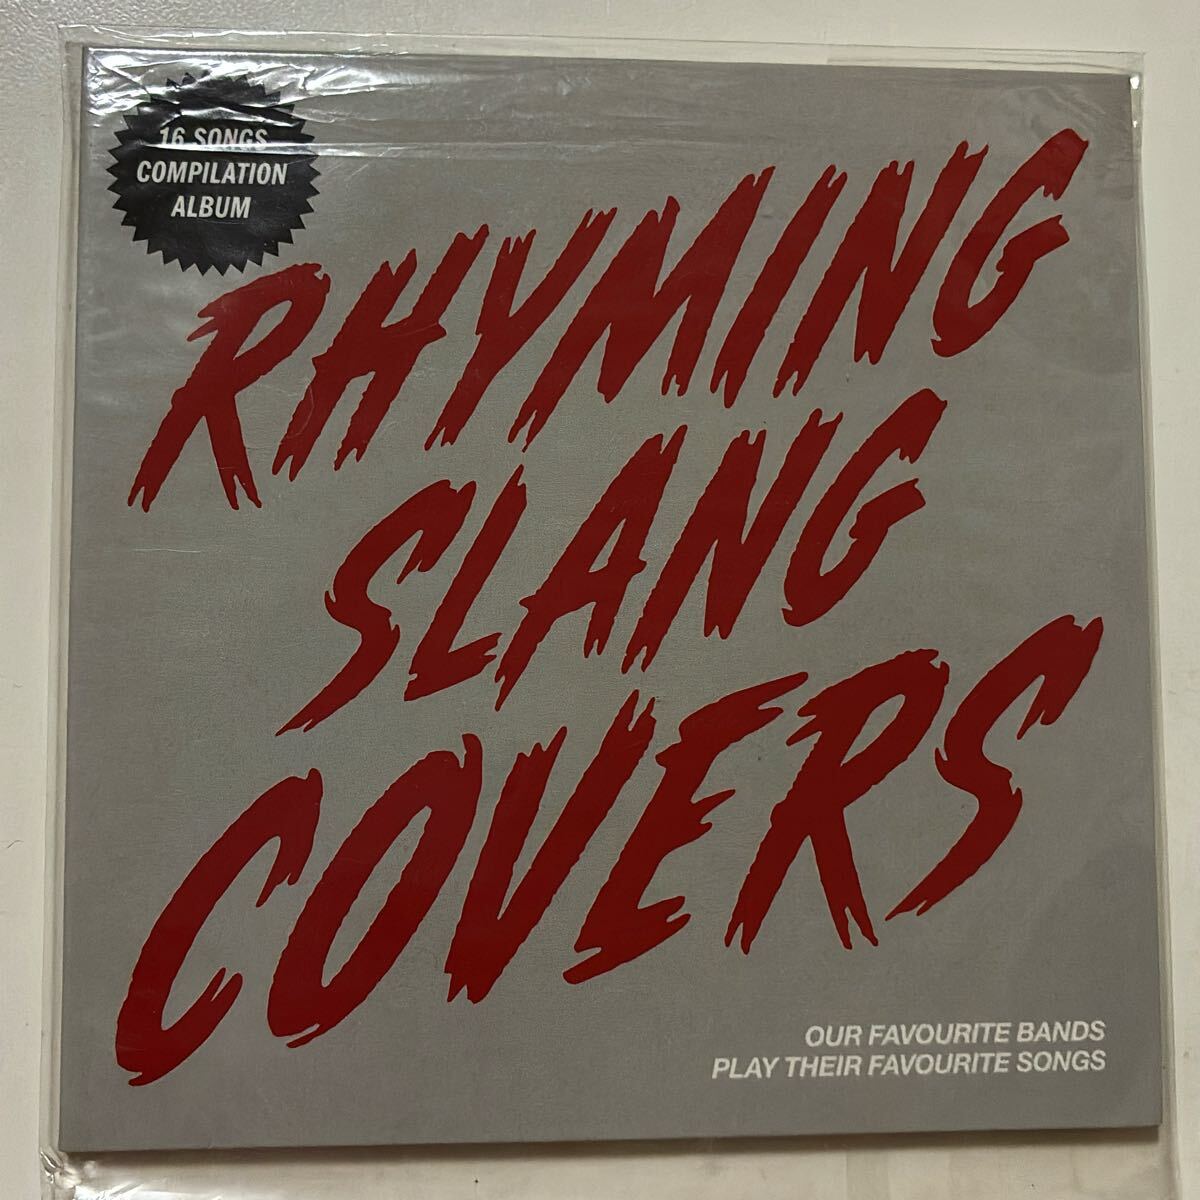 16 SONGS
COMPILATION
ALBUM
RHYMING
SLANG
COVERS
OUR FAVOURITE BANDS
PLAY THEIR FAVOURITE SONGS